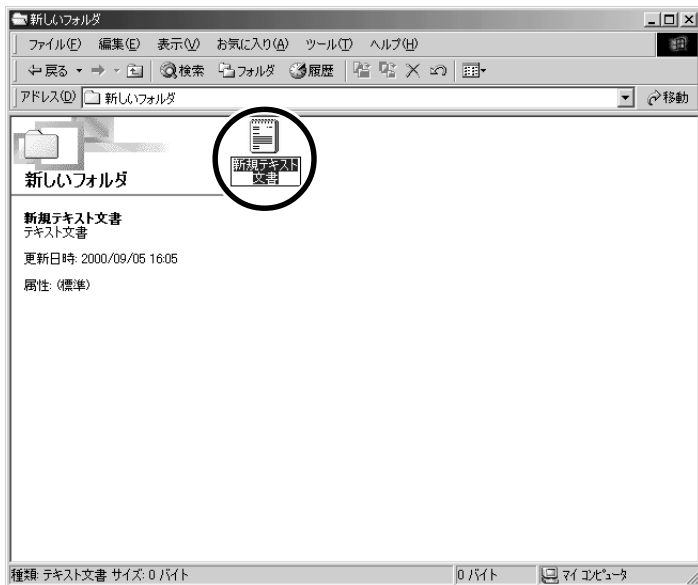 新しいフォルダ
ファイル(F) 編集(E) 表示(V) お気に入り(A) ツール(T) ヘルプ(H)
戻る 検索 フォルダ 履歴
アドレス(D) 新しいフォルダ 移動
新しいフォルダ
新規テキスト
文書
新規テキスト文書
テキスト文書
更新日時: 2000/09/05 16:05
属性: (標準)
種類: テキスト文書 サイズ: 0 バイト 0 バイト マイ コンピュータ